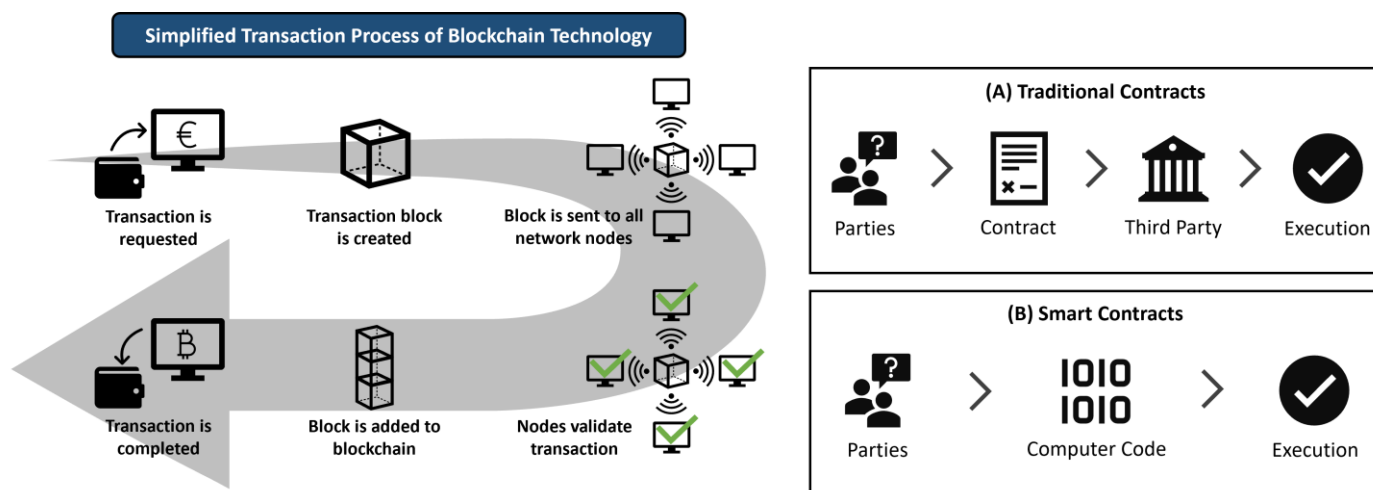 Simplified Transaction Process of Blockchain Technology
€
Transaction is
requested
Transaction block
is created
Block is sent to all
network nodes
₿
Transaction is
completed
Block is added to
blockchain
Nodes validate
transaction
(A) Traditional Contracts
?
Parties
Contract
Third Party
Execution
(B) Smart Contracts
?
IOIO
IOIO
Parties
Computer Code
Execution